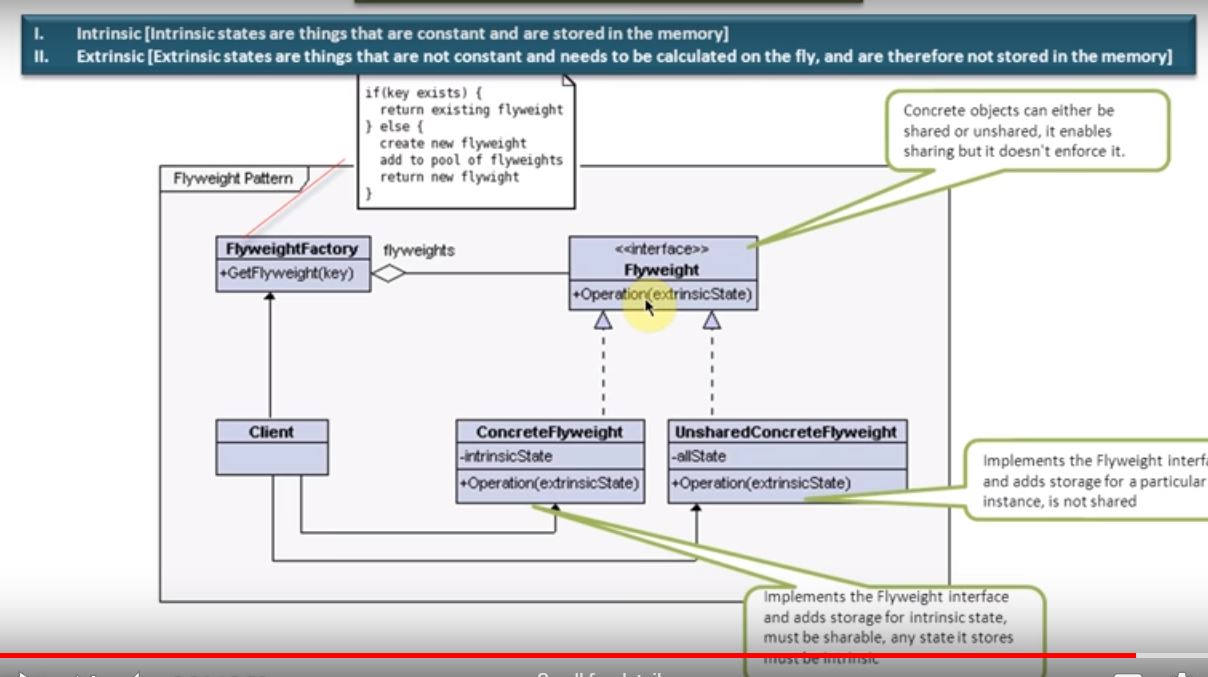 I. Intrinsic [Intrinsic states are things that are constant and are stored in the memory]
II. Extrinsic [Extrinsic states are things that are not constant and needs to be calculated on the fly, and are therefore not stored in the memory]
if(key exists) {
return existing flyweight
} else {
create new flyweight
add to pool of flyweights
return new flywight
}
Concrete objects can either be
shared or unshared, it enables
sharing but it doesn't enforce it.
Flyweight Pattern
FlyweightFactory
+GetFlyweight(key)
flyweights
<<interface>>
Flyweight
+Operation(extrinsicState)
Client
ConcreteFlyweight
-intrinsicState
+Operation(extrinsicState)
UnsharedConcreteFlyweight
-allState
+Operation(extrinsicState)
Implements the Flyweight interfa
and adds storage for a particular
instance, is not shared
Implements the Flyweight interface
and adds storage for intrinsic state,
must be sharable, any state it stores
must be intrinsic